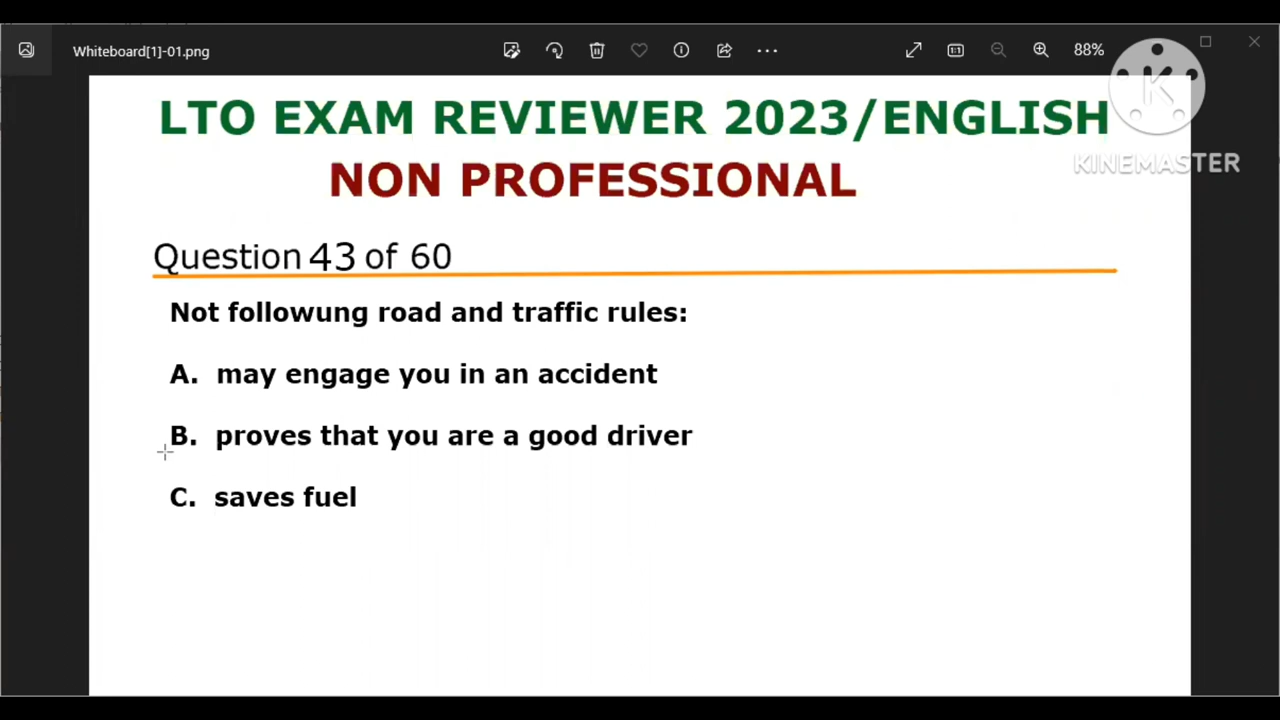 Whiteboard[1]-01.png
88%
K
KINEMASTER
LTO EXAM REVIEWER 2023/ENGLISH
NON PROFESSIONAL
Question 43 of 60
Not followung road and traffic rules:
A. may engage you in an accident
B. proves that you are a good driver
C. saves fuel